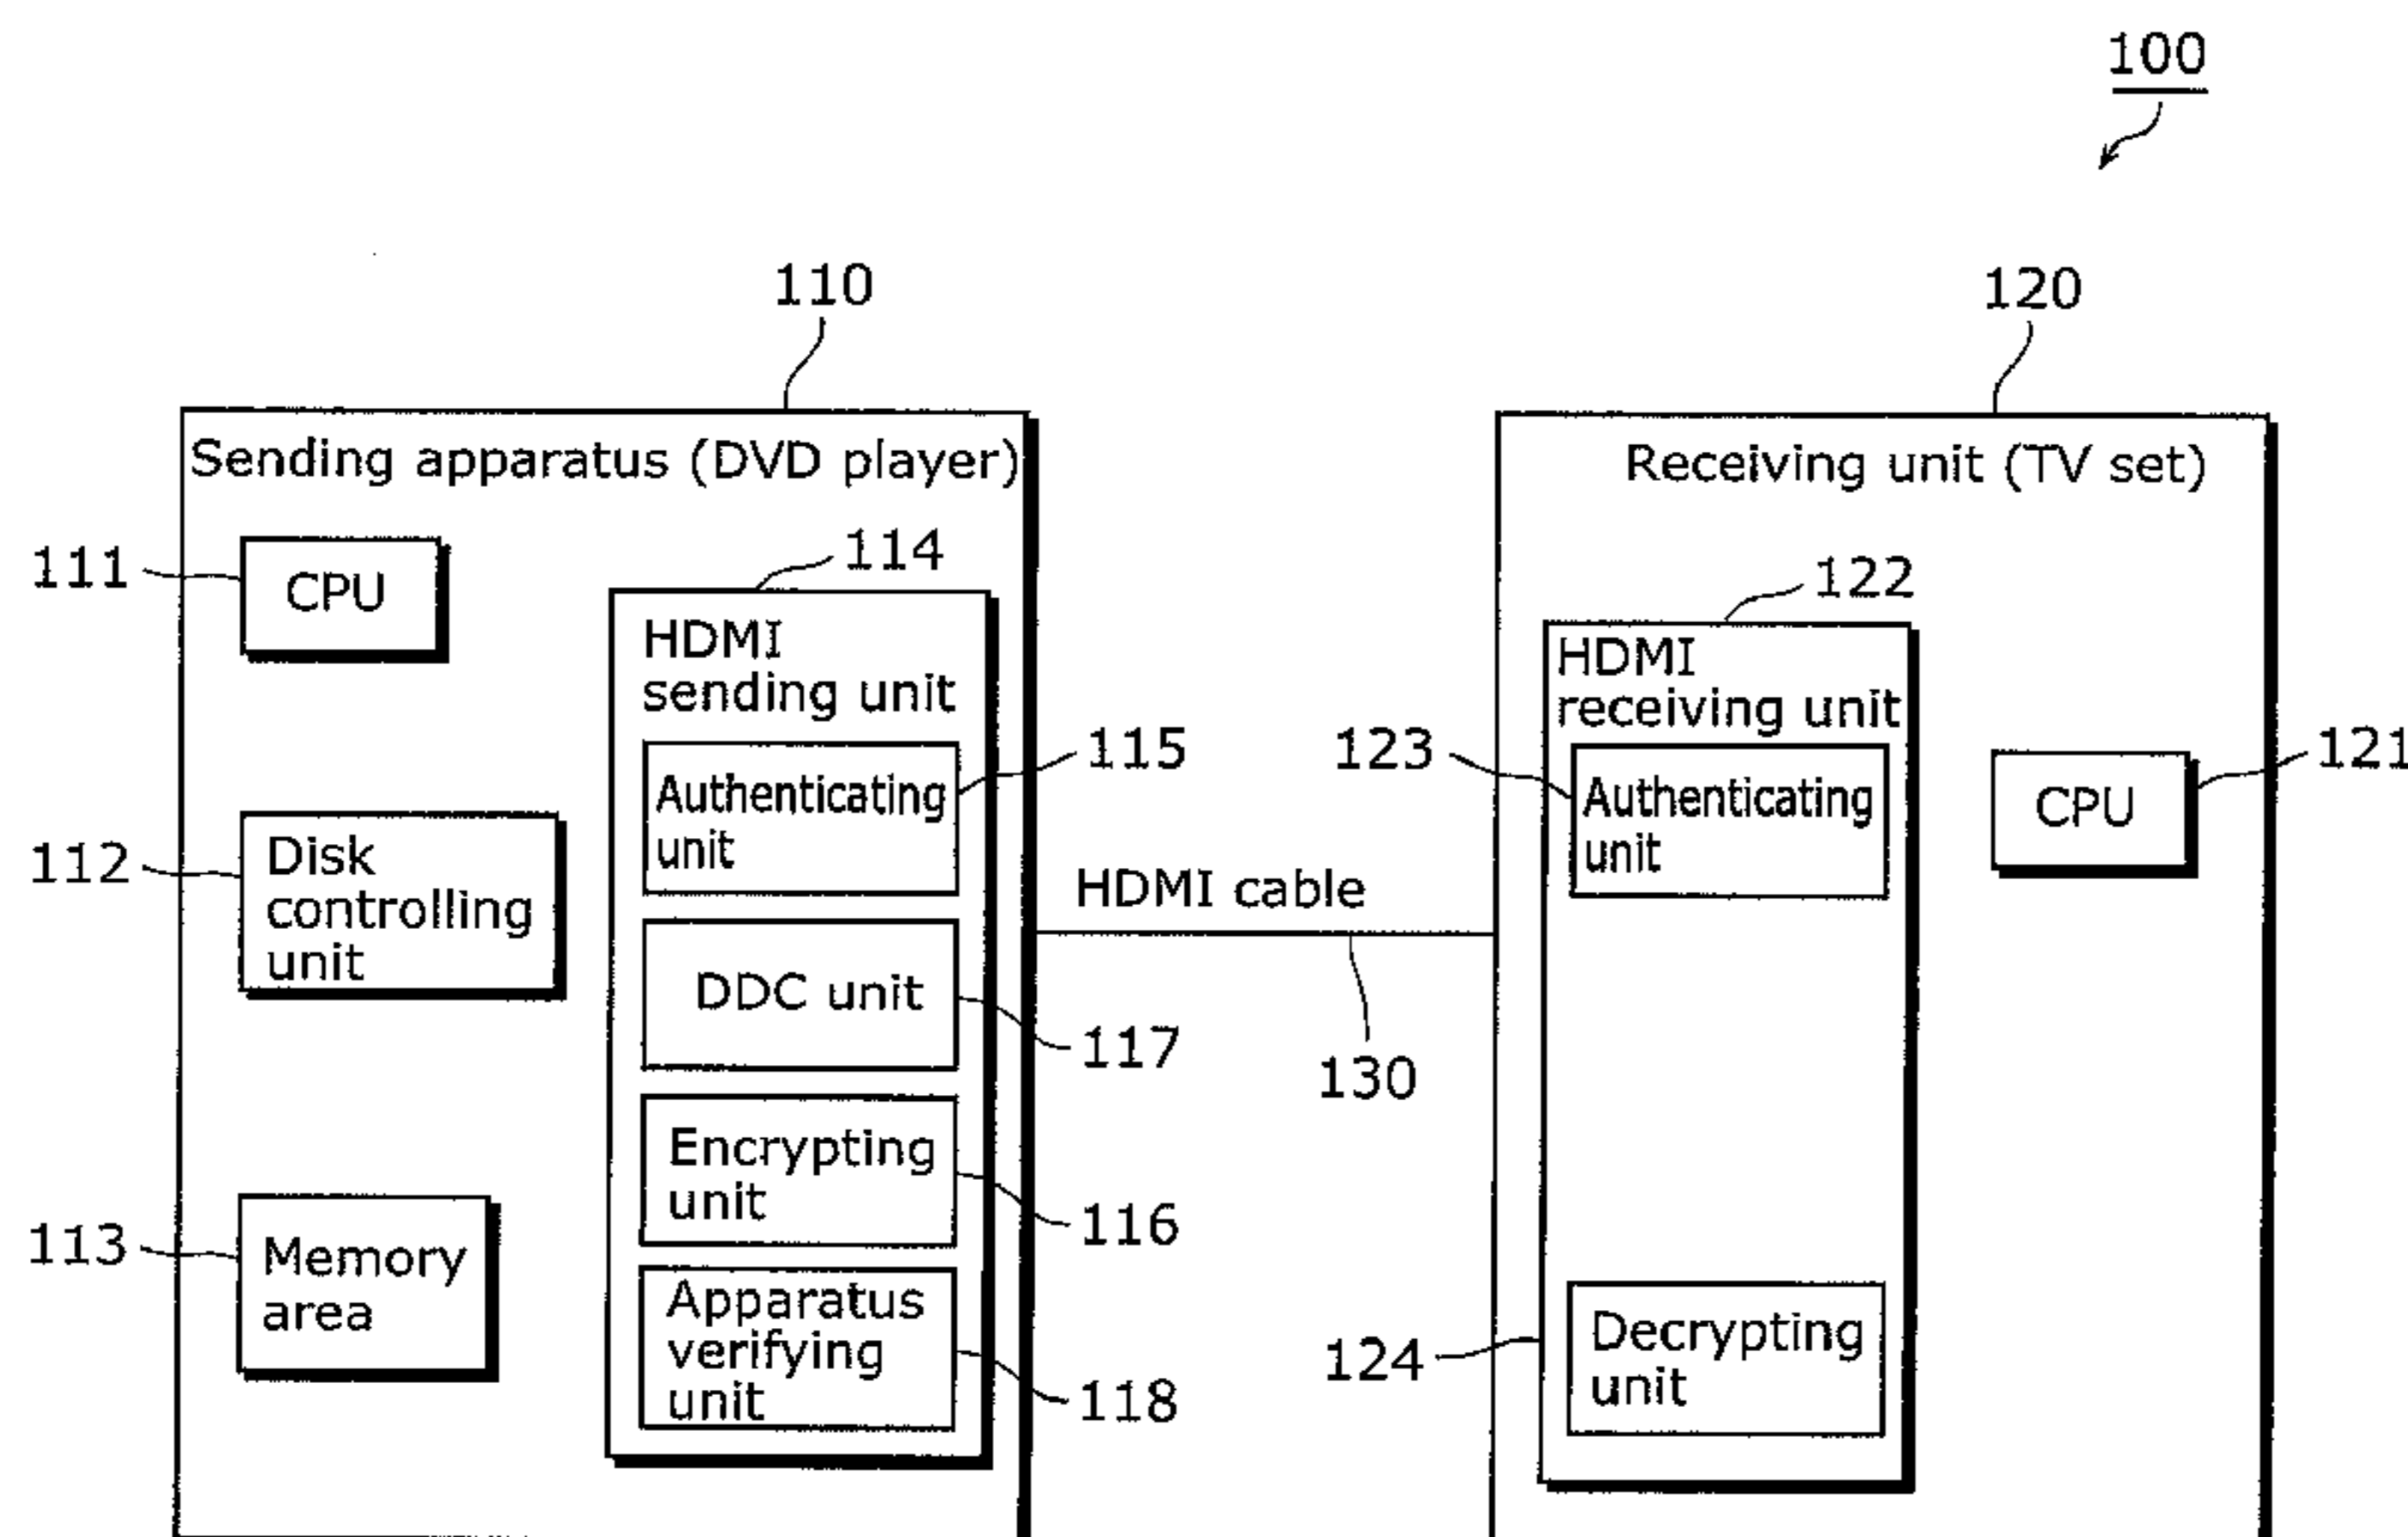 100
110
120
Sending apparatus (DVD player)
Receiving unit (TV set)
111
CPU
114
HDMI
sending unit
115
Authenticating
unit
112
Disk
controlling
unit
DDC unit
117
Encrypting
unit
116
113
Memory
area
Apparatus
verifying
unit
118
HDMI cable
130
122
HDMI
receiving unit
123
Authenticating
unit
CPU
121
124
Decrypting
unit